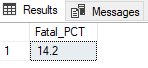 Results Messages
Fatal_PCT
1 14.2